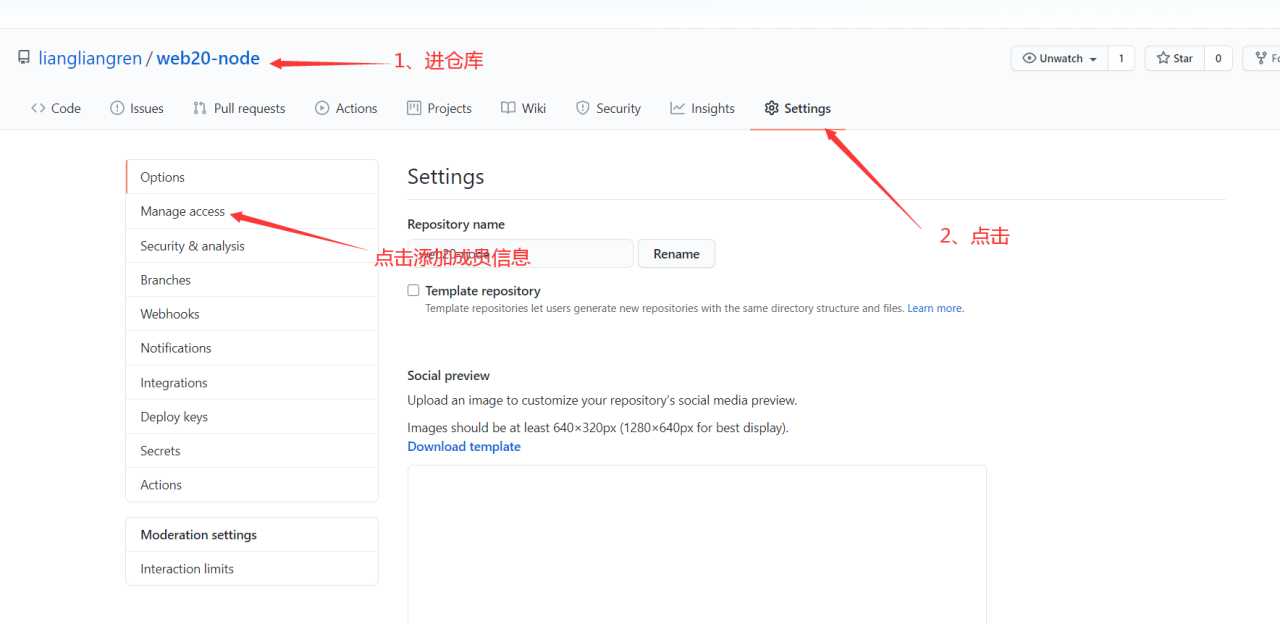 liangliangren / web20-node
1、进仓库
Unwatch 1
Star 0
Code
Issues
Pull requests
Actions
Projects
Wiki
Security
Insights
Settings
2、点击
Options
Manage access
点击添加成员信息
Security & analysis
Branches
Webhooks
Notifications
Integrations
Deploy keys
Secrets
Actions
Moderation settings
Interaction limits
Settings
Repository name
web20-node
Rename
Template repository
Template repositories let users generate new repositories with the same directory structure and files. Learn more.
Social preview
Upload an image to customize your repository's social media preview.
Images should be at least 640×320px (1280×640px for best display).
Download template